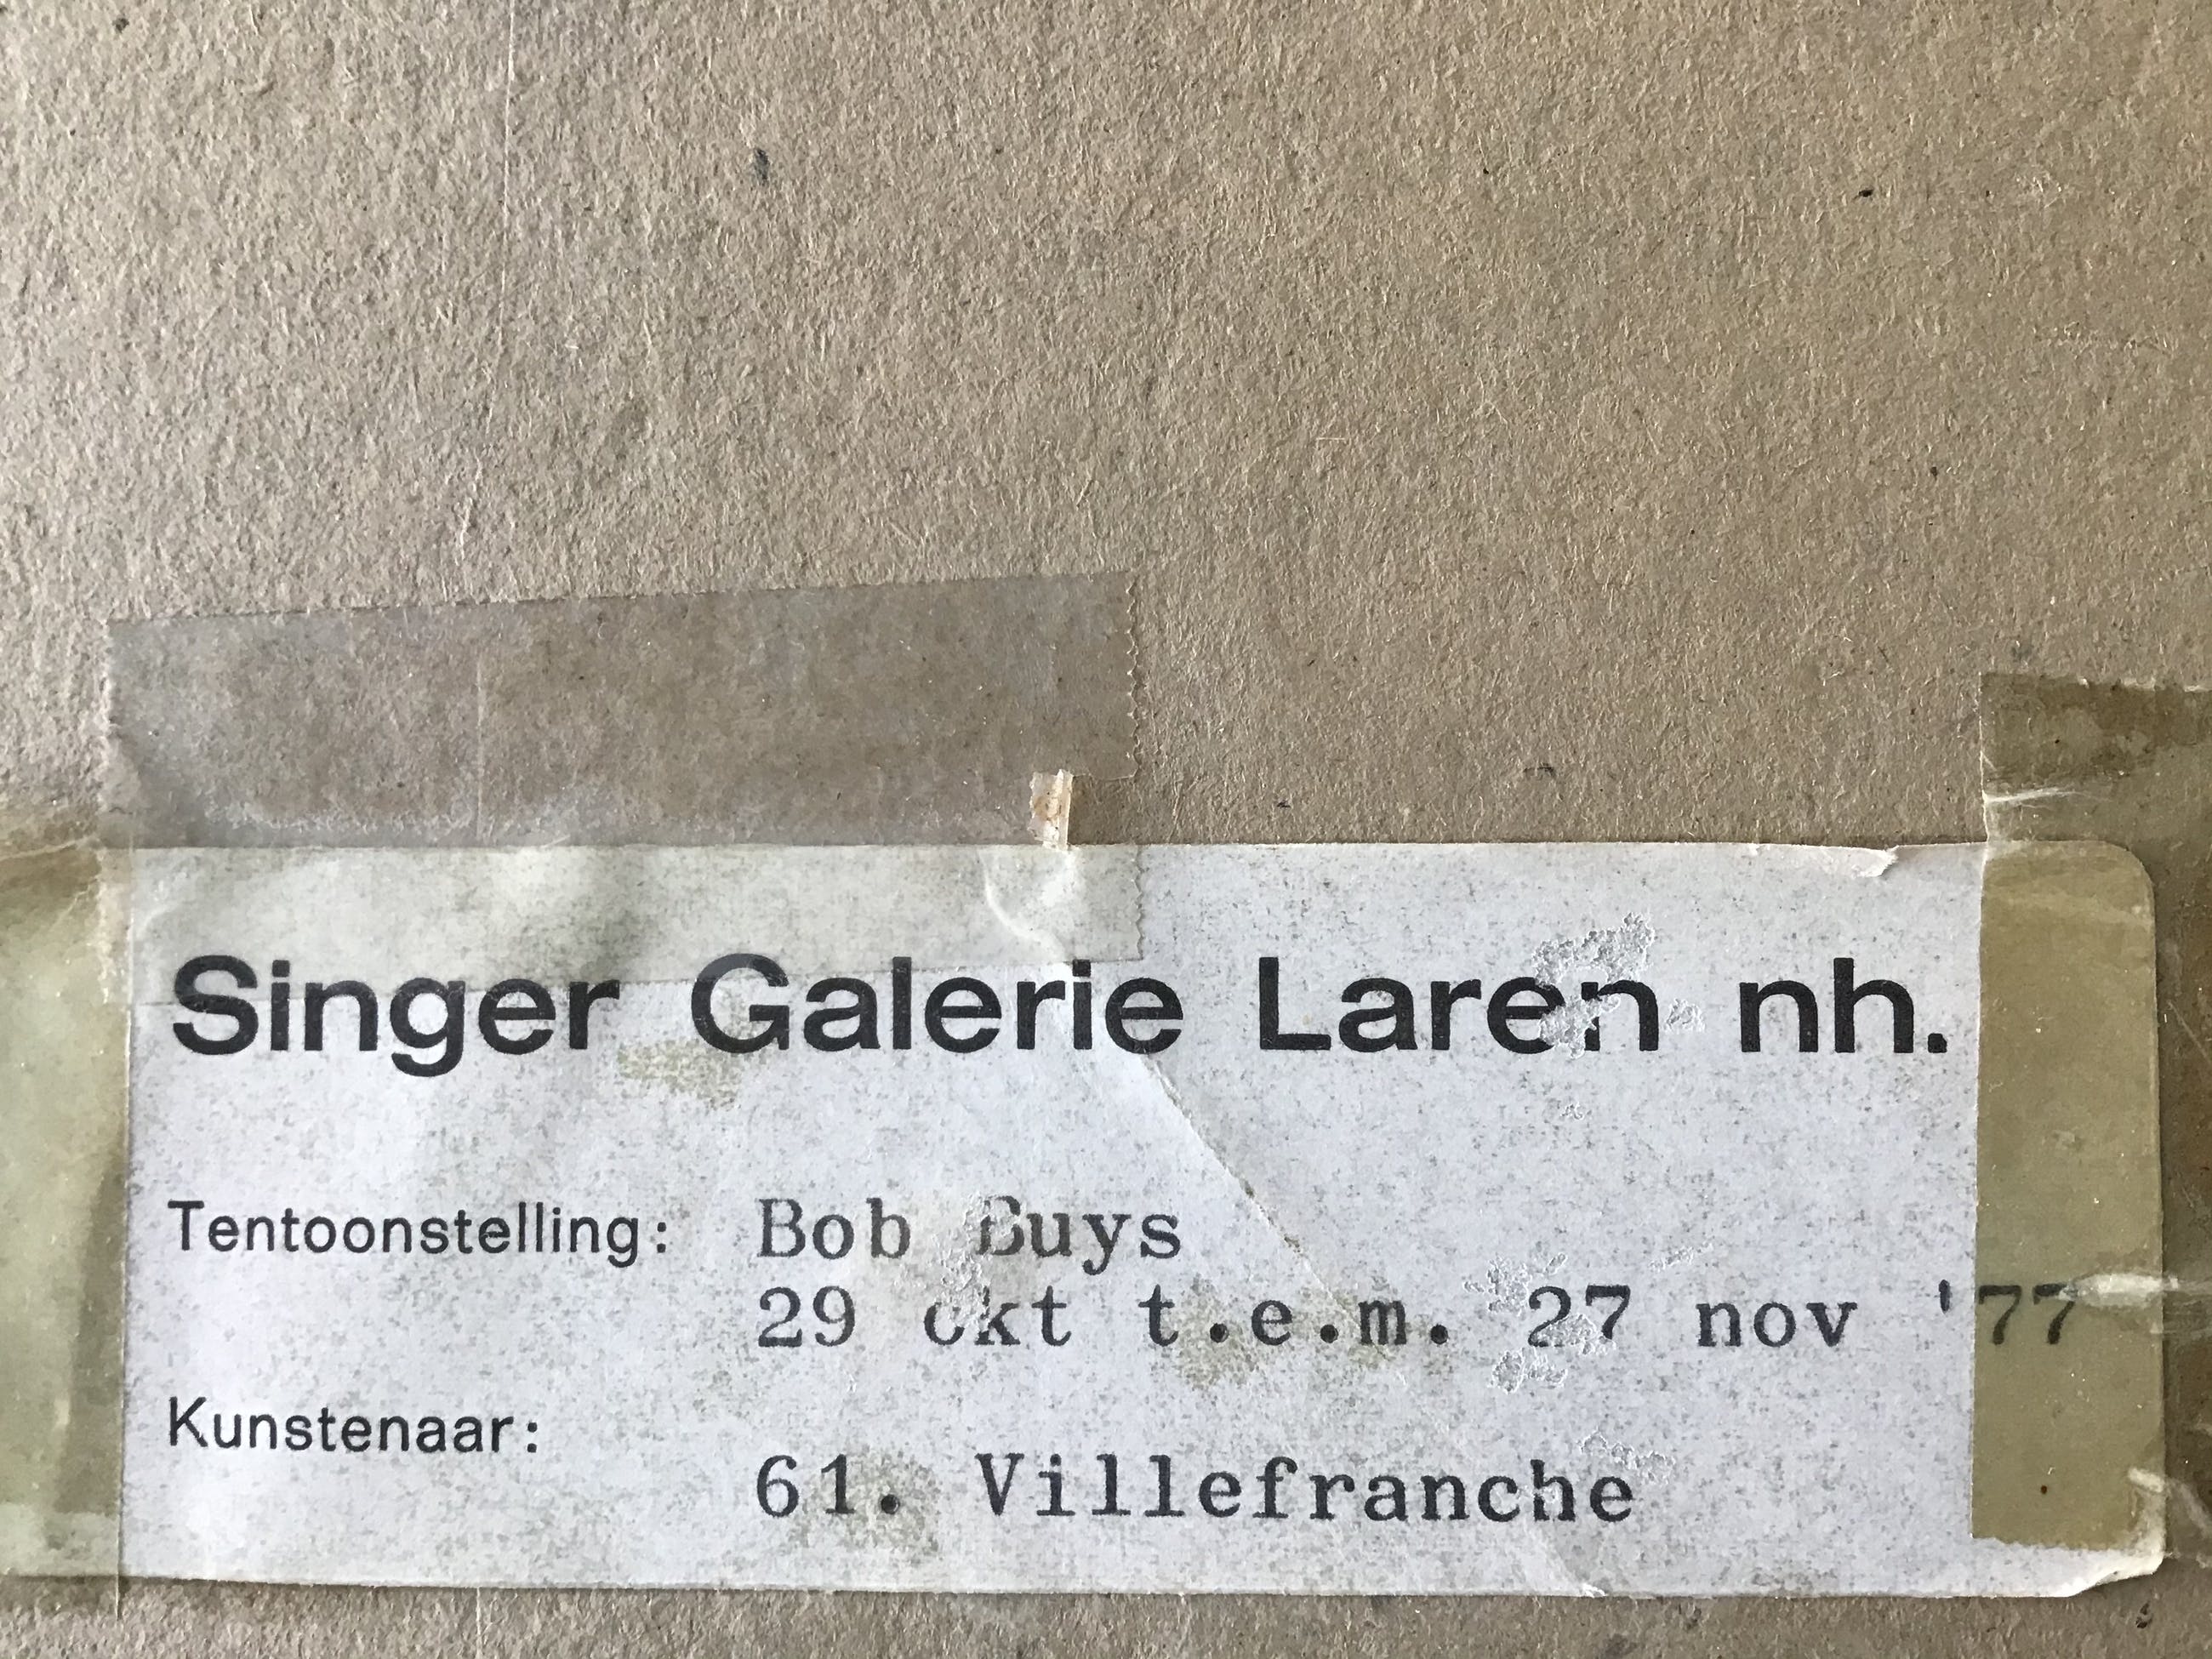 Singer Galerie Laren nh.
Tentoonstelling: Bob Buys
29 okt t.e.m. 27 nov '77
Kunstenaar:
61. Villefranche